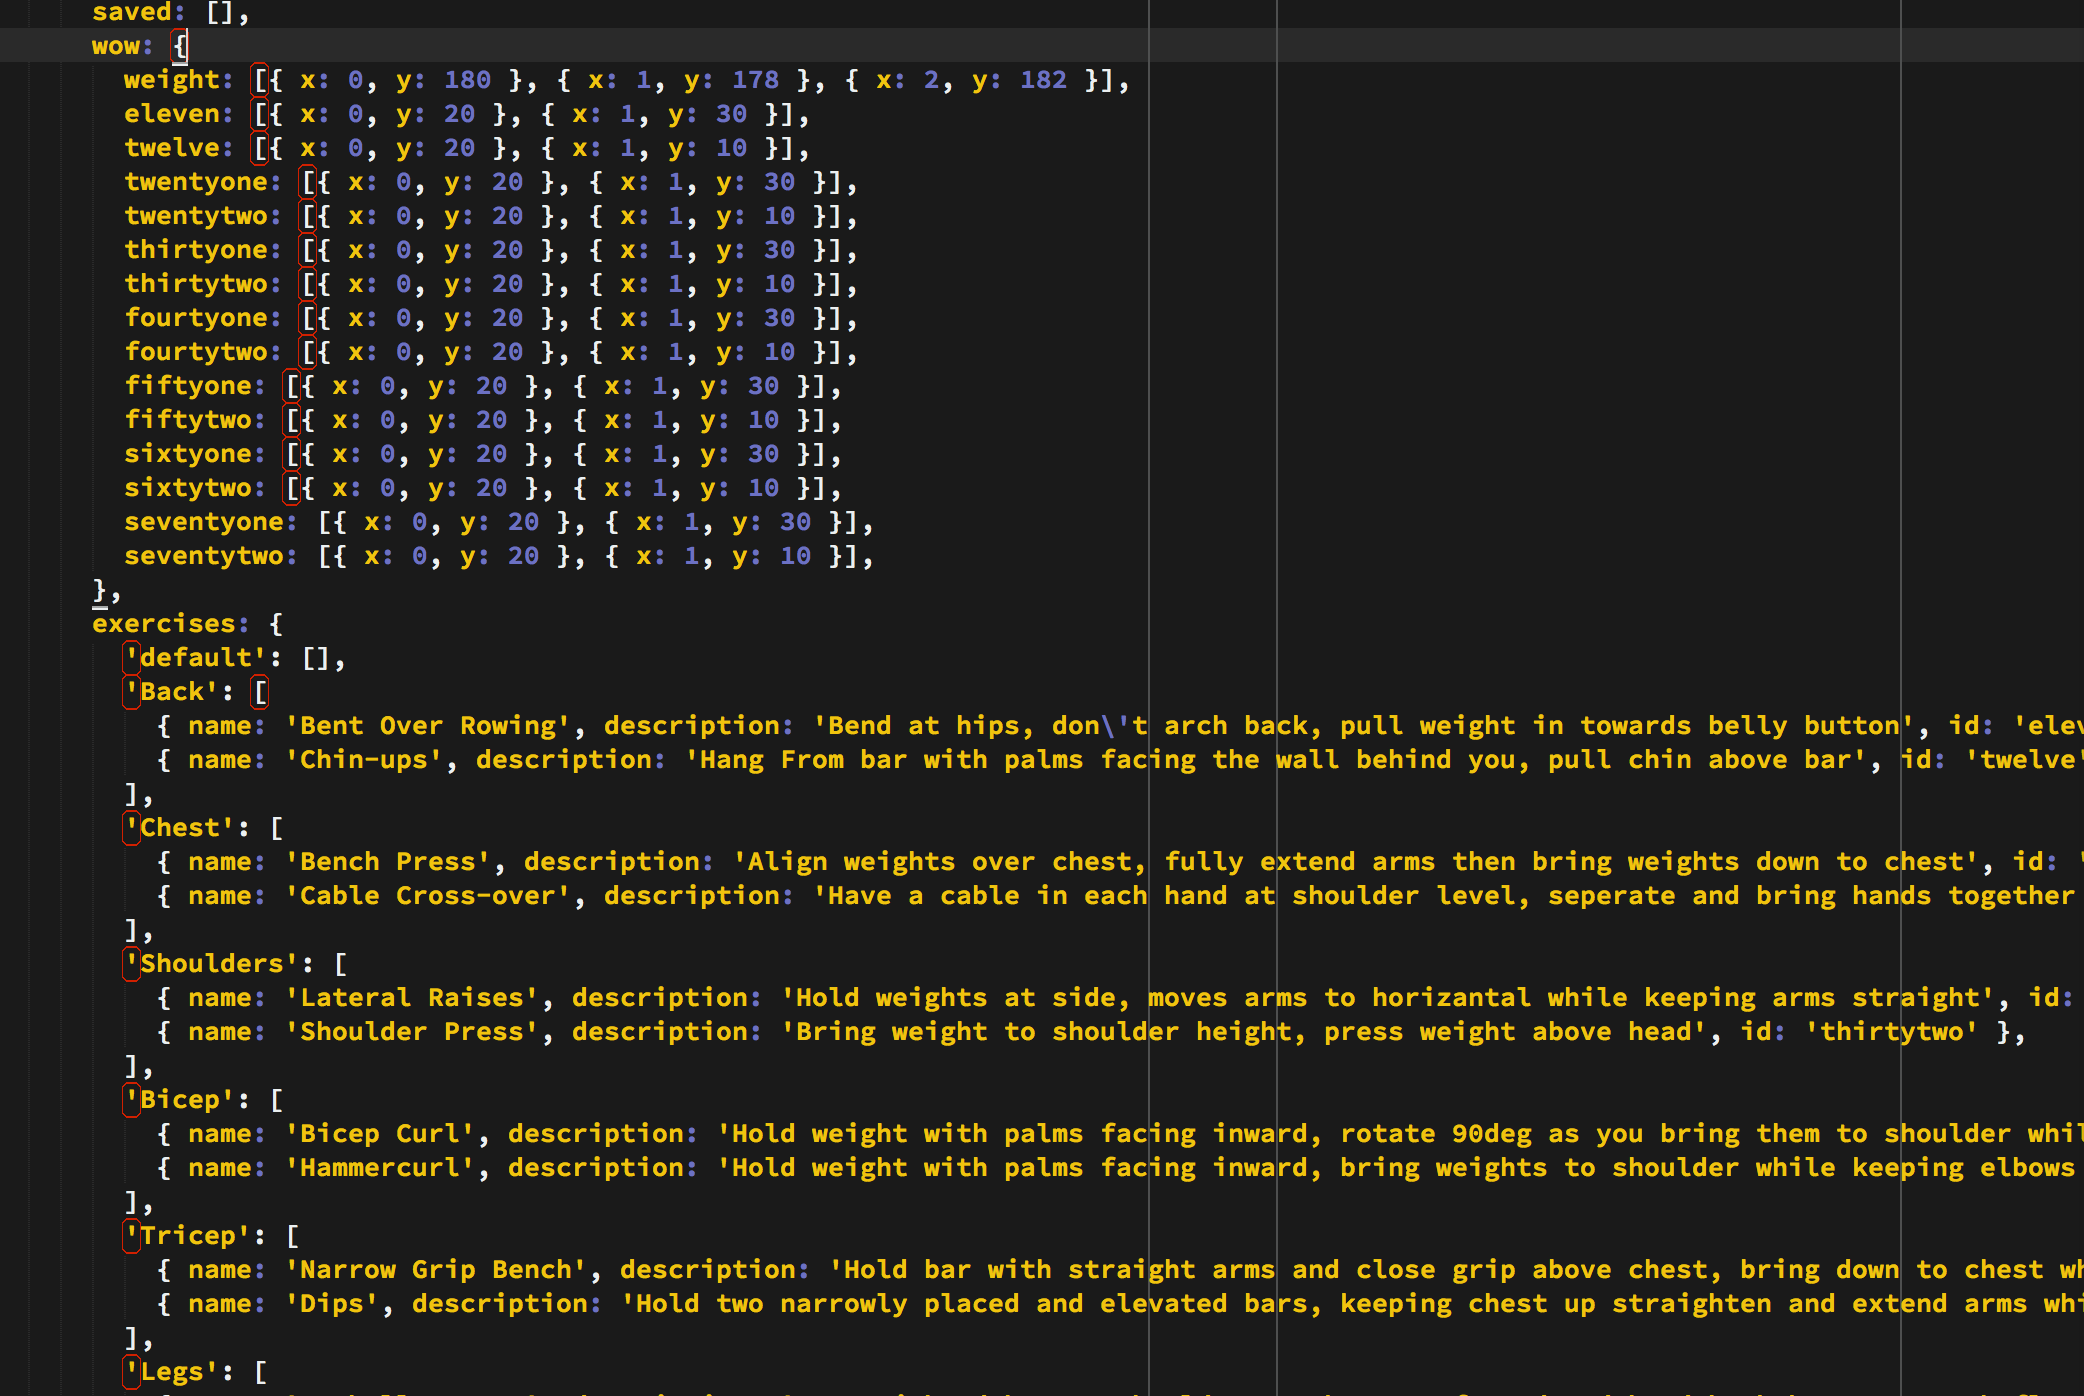 saved: [],
wow: {
weight: [{ x: 0, y: 180 }, { x: 1, y: 178 }, { x: 2, y: 182 }],
eleven: [{ x: 0, y: 20 }, { x: 1, y: 30 }],
twelve: [{ x: 0, y: 20 }, { x: 1, y: 10 }],
twentyone: [{ x: 0, y: 20 }, { x: 1, y: 30 }],
twentytwo: [{ x: 0, y: 20 }, { x: 1, y: 10 }],
thirtyone: [{ x: 0, y: 20 }, { x: 1, y: 30 }],
thirtytwo: [{ x: 0, y: 20 }, { x: 1, y: 10 }],
fourtyone: [{ x: 0, y: 20 }, { x: 1, y: 30 }],
fourtytwo: [{ x: 0, y: 20 }, { x: 1, y: 10 }],
fiftyone: [{ x: 0, y: 20 }, { x: 1, y: 30 }],
fiftytwo: [{ x: 0, y: 20 }, { x: 1, y: 10 }],
sixtyone: [{ x: 0, y: 20 }, { x: 1, y: 30 }],
sixtytwo: [{ x: 0, y: 20 }, { x: 1, y: 10 }],
seventyone: [{ x: 0, y: 20 }, { x: 1, y: 30 }],
seventytwo: [{ x: 0, y: 20 }, { x: 1, y: 10 }],
},
exercises: {
'default': [],
'Back': [
{ name: 'Bent Over Rowing', description: 'Bend at hips, don\'t arch back, pull weight in towards belly button', id: 'elev
{ name: 'Chin-ups', description: 'Hang From bar with palms facing the wall behind you, pull chin above bar', id: 'twelve'
],
'Chest': [
{ name: 'Bench Press', description: 'Align weights over chest, fully extend arms then bring weights down to chest', id: '
{ name: 'Cable Cross-over', description: 'Have a cable in each hand at shoulder level, seperate and bring hands together
],
'Shoulders': [
{ name: 'Lateral Raises', description: 'Hold weights at side, moves arms to horizantal while keeping arms straight', id:
{ name: 'Shoulder Press', description: 'Bring weight to shoulder height, press weight above head', id: 'thirtytwo' },
],
'Bicep': [
{ name: 'Bicep Curl', description: 'Hold weight with palms facing inward, rotate 90deg as you bring them to shoulder whil
{ name: 'Hammercurl', description: 'Hold weight with palms facing inward, bring weights to shoulder while keeping elbows
],
'Tricep': [
{ name: 'Narrow Grip Bench', description: 'Hold bar with straight arms and close grip above chest, bring down to chest wh
{ name: 'Dips', description: 'Hold two narrowly placed and elevated bars, keeping chest up straighten and extend arms whi
],
'Legs': [